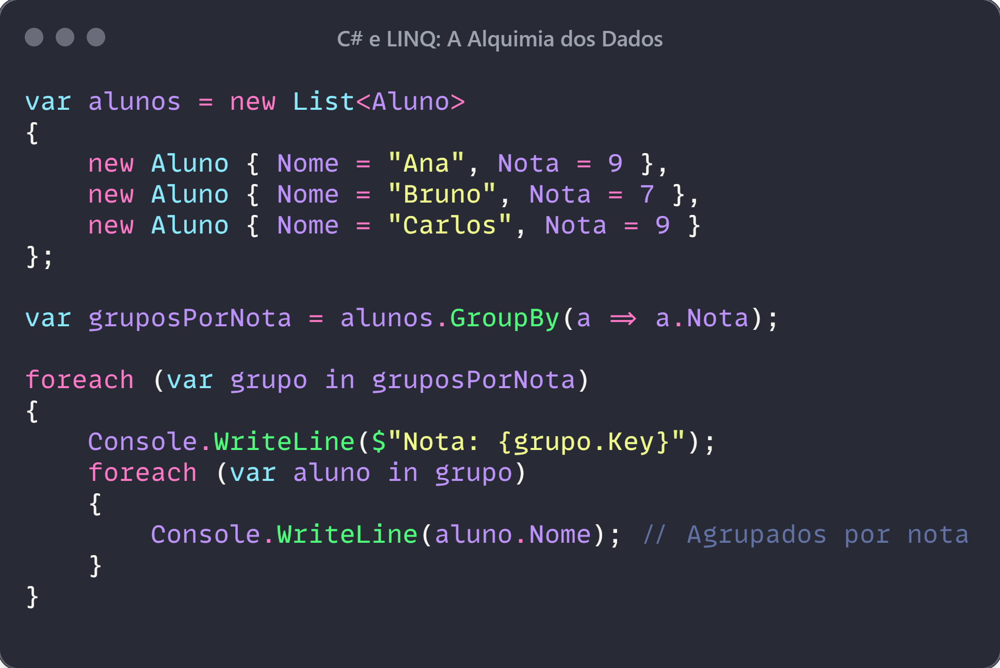 C# e LINQ: A Alquimia dos Dados
var alunos = new List<Aluno>
{
    new Aluno { Nome = "Ana", Nota = 9 },
    new Aluno { Nome = "Bruno", Nota = 7 },
    new Aluno { Nome = "Carlos", Nota = 9 }
};
var gruposPorNota = alunos.GroupBy(a => a.Nota);
foreach (var grupo in gruposPorNota)
{
    Console.WriteLine($"Nota: {grupo.Key}");
    foreach (var aluno in grupo)
    {
        Console.WriteLine(aluno.Nome); // Agrupados por nota
    }
}